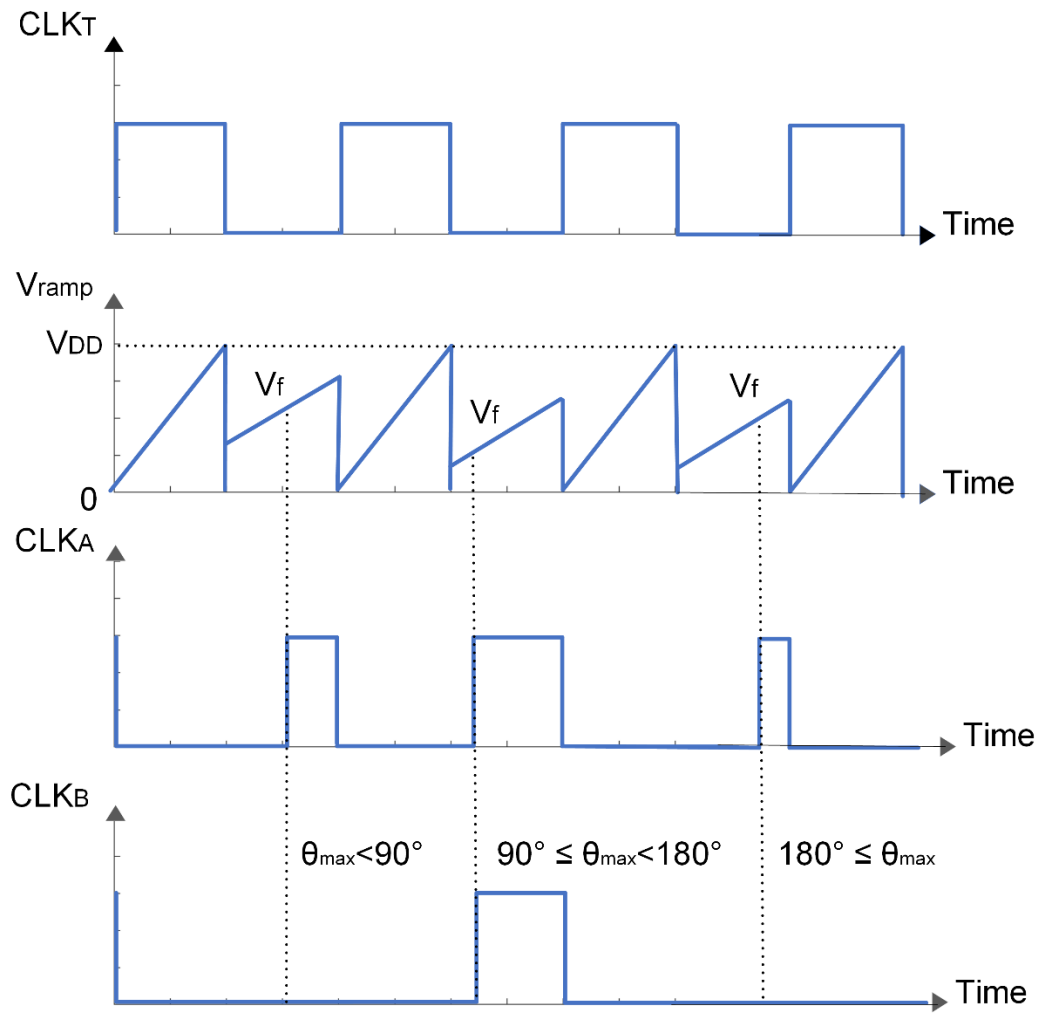 CLKT
Time
Vramp
VDD
Vf
Vf
Vf
0
Time
CLKA
Time
CLKB
θmax<90°
90° ≤ θmax<180°
180° ≤ θmax
Time